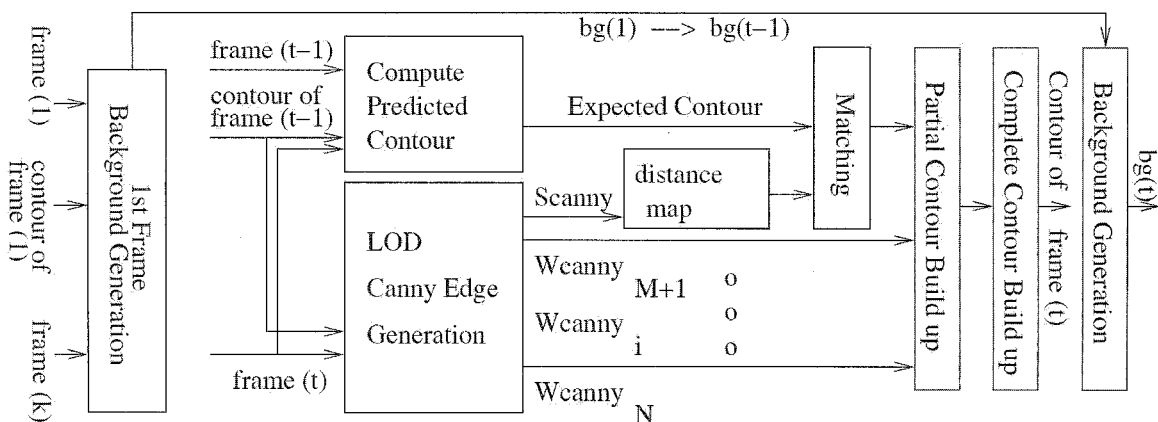 bg(1) ---> bg(t−1)
frame (1)
contour of
frame (1)
frame (k)
1st Frame
Background Generation
frame (t−1)
contour of
frame (t−1)
frame (t)
Compute
Predicted
Contour
LOD
Canny Edge
Generation
Expected Contour
Scanny
distance
map
Matching
Wcanny M+1 o
o
Wcanny i o
Wcanny N
Partial Contour Build up
Complete Contour Build up
Contour of frame (t)
Background Generation
bg(t)